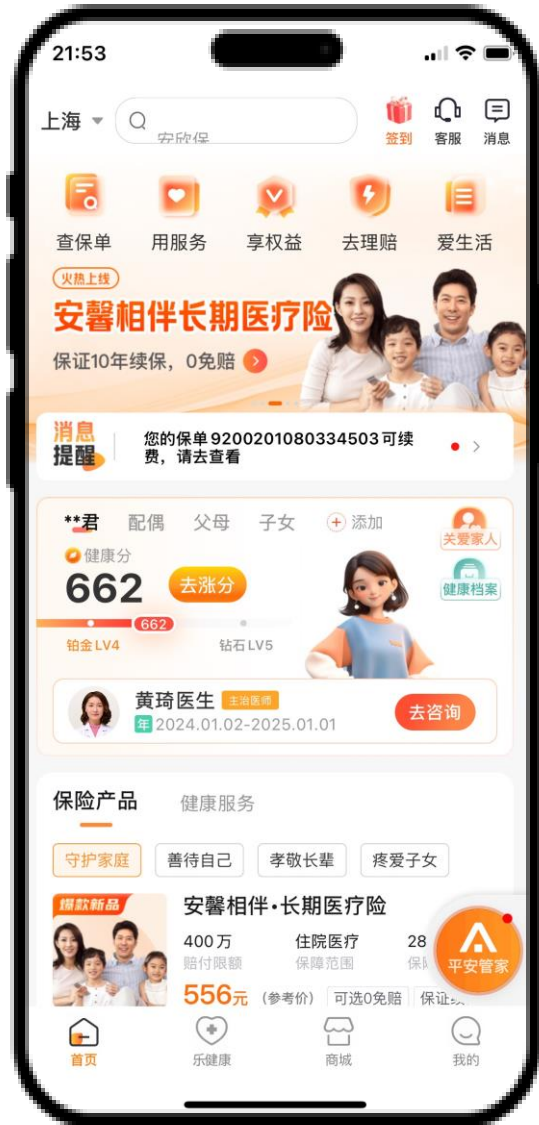 21:53
上海
安欣保
签到 客服 消息
查保单 用服务 享权益 去理赔 爱生活
火热上线
安馨相伴长期医疗险
保证10年续保，0免赔
消息
提醒
您的保单9200201080334503可续
费，请去查看
**君 配偶 父母 子女 添加
关爱家人
健康分
662 去涨分
健康档案
662
铂金LV4 钻石LV5
黄琦医生 主治医师
年 2024.01.02-2025.01.01
去咨询
保险产品 健康服务
守护家庭 善待自己 孝敬长辈 疼爱子女
爆款新品
安馨相伴·长期医疗险
400万 住院医疗 28
赔付限额 保障范围 保
平安管家
556元 （参考价） 可选0免赔 保证
首页 乐健康 商城 我的